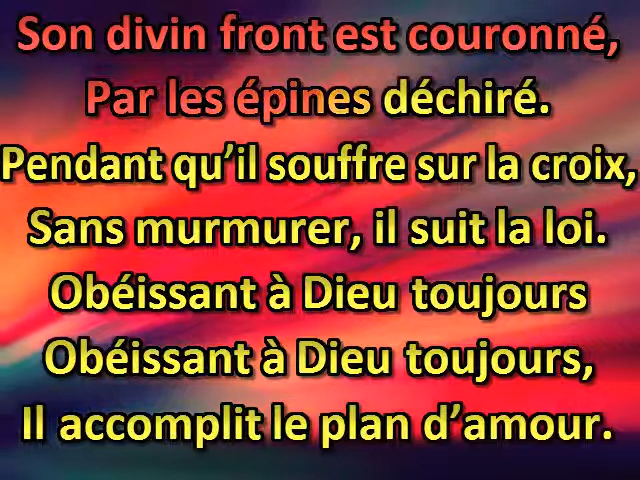 Son divin front est couronné,
Par les épines déchiré.
Pendant qu’il souffre sur la croix,
Sans murmurer, il suit la loi.
Obéissant à Dieu toujours
Obéissant à Dieu toujours,
Il accomplit le plan d’amour.